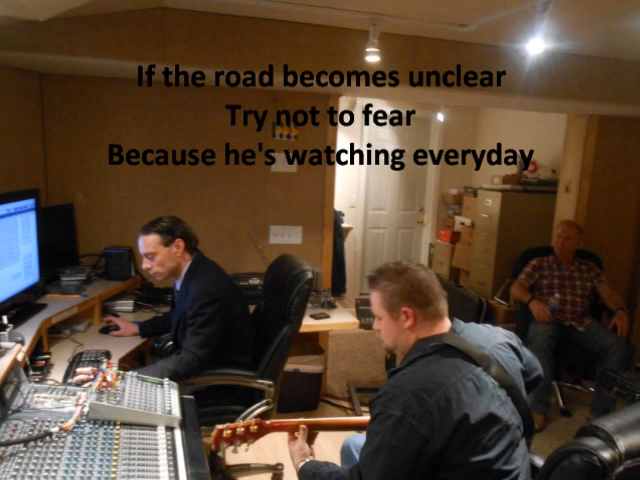 If the road becomes unclear
Try not to fear
Because he's watching everyday